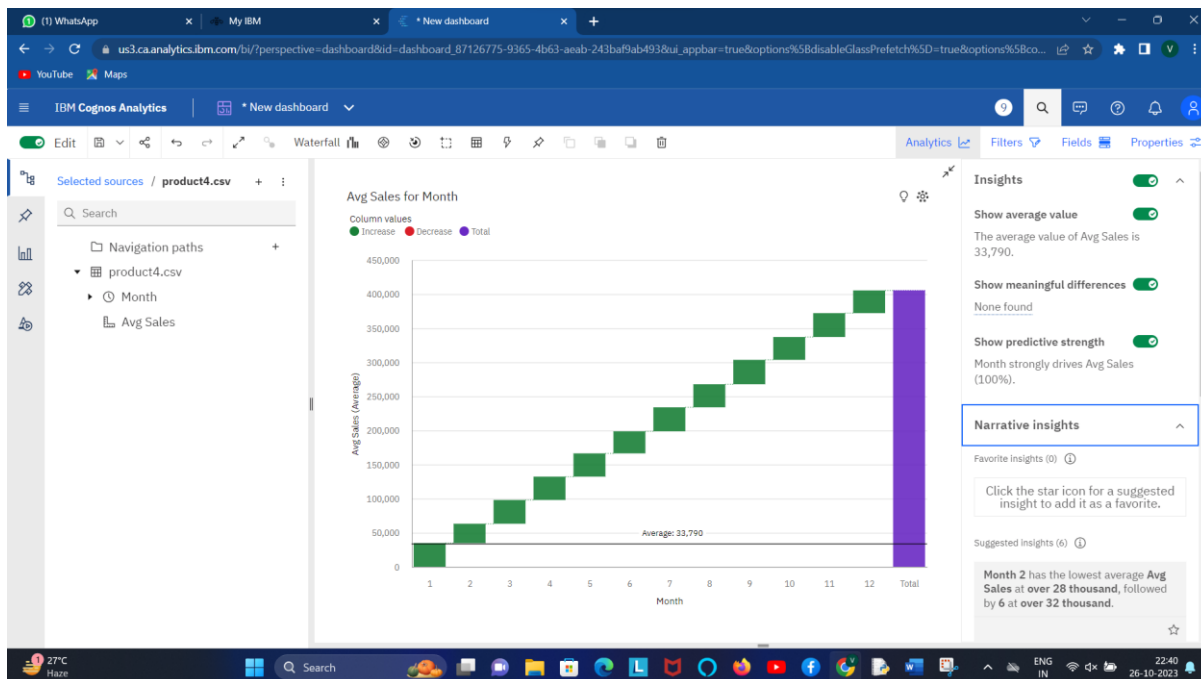 (1) WhatsApp
My IBM
* New dashboard
us3.ca.analytics.ibm.com/bi/?perspective=dashboard&id=dashboard_87126775-9365-4b63-aeab-243baf9ab493&ui_appbar=true&options%5BdisableGlassPrefetch%5D=true&options%5Bco...
V
YouTube
Maps
IBM Cognos Analytics
* New dashboard
9
Edit
Waterfall
Analytics
Filters
Fields
Properties
Selected sources / product4.csv
Search
Navigation paths
product4.csv
Month
Avg Sales
Avg Sales for Month
Column values
Increase Decrease Total
450,000
400,000
350,000
300,000
250,000
200,000
150,000
100,000
50,000
0
Avg Sales (Average)
Average: 33,790
1 2 3 4 5 6 7 8 9 10 11 12 Total
Month
Insights
Show average value
The average value of Avg Sales is
33,790.
Show meaningful differences
None found
Show predictive strength
Month strongly drives Avg Sales
(100%).
Narrative insights
Favorite insights (0)
Click the star icon for a suggested
insight to add it as a favorite.
Suggested insights (6)
Month 2 has the lowest average Avg
Sales at over 28 thousand, followed
by 6 at over 32 thousand.
1
27°C
Haze
Search
L
ENG
IN
22:40
26-10-2023